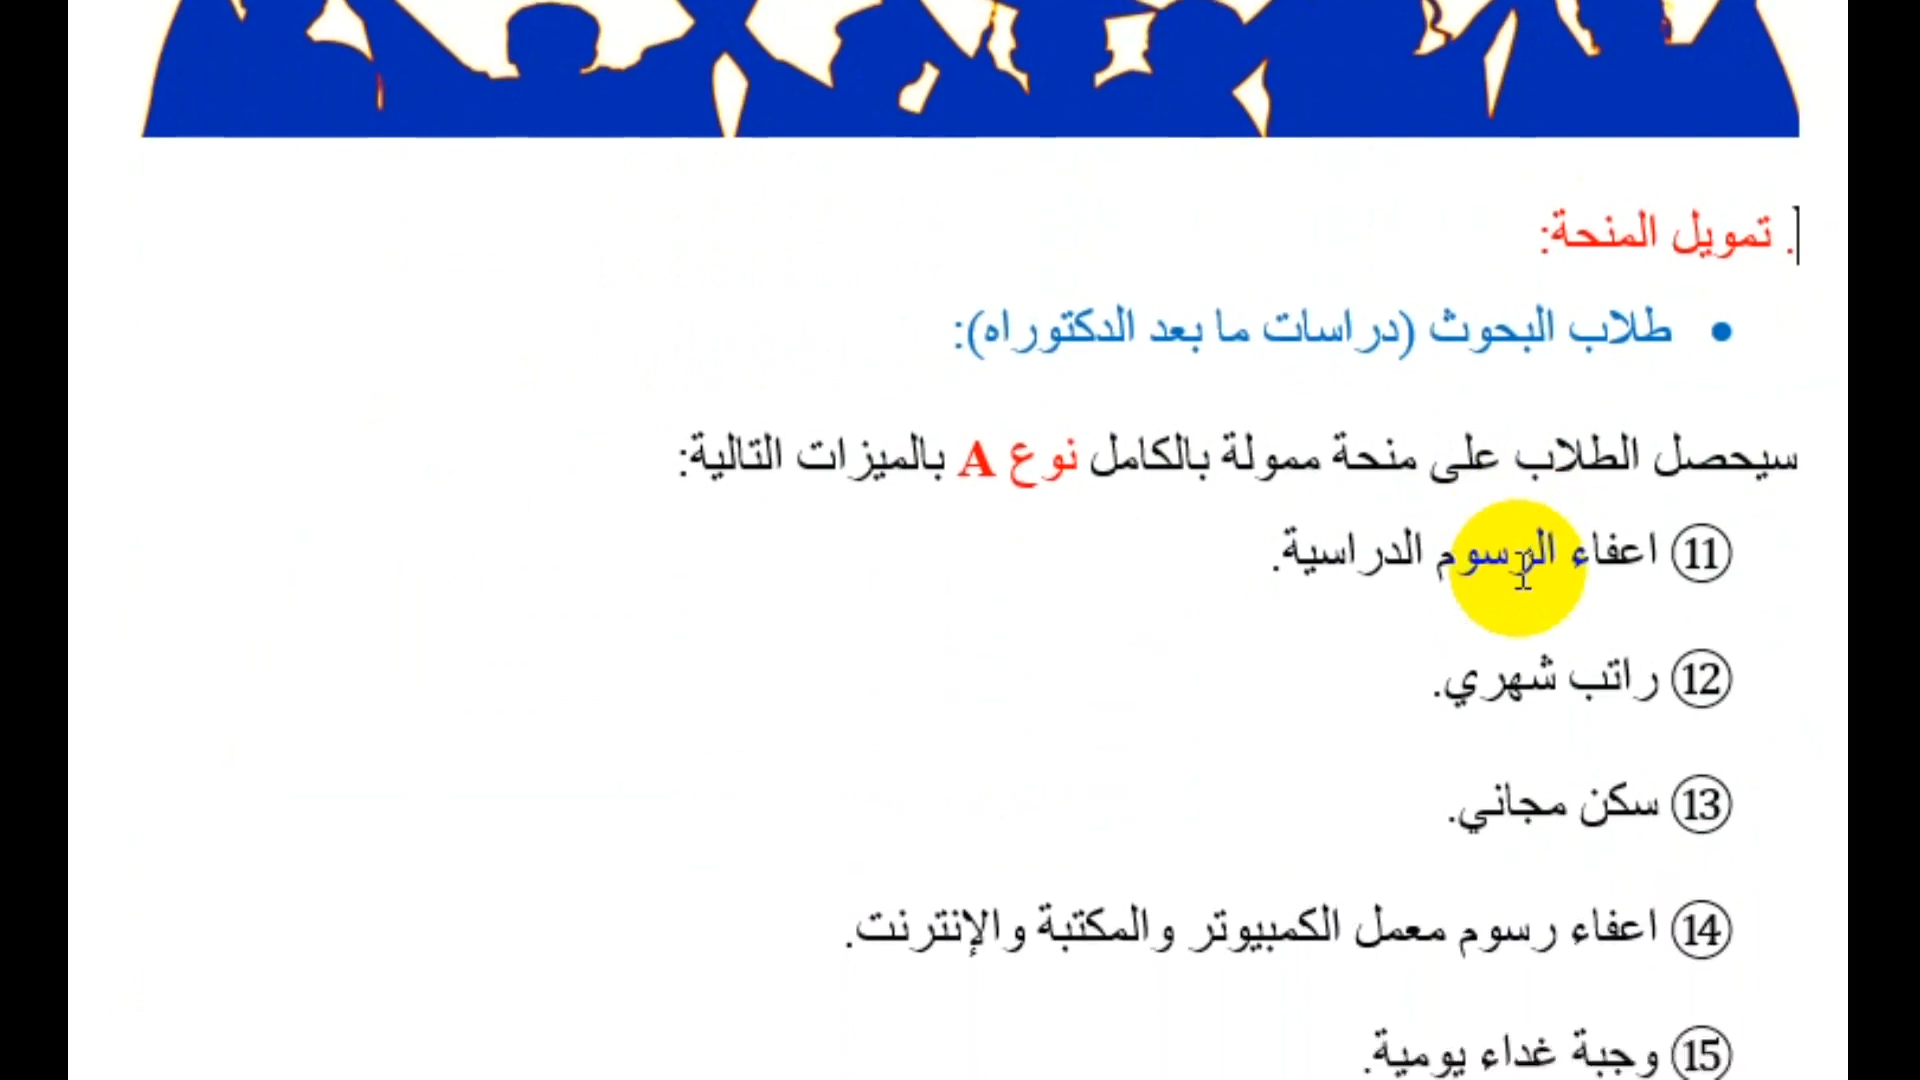 . تمويل المنحة:
• طلاب البحوث (دراسات ما بعد الدكتوراه):
سيحصل الطلاب على منحة ممولة بالكامل نوع A بالميزات التالية:
⑪ اعفاء الرسوم الدراسية.
⑫ راتب شهري.
⑬ سكن مجاني.
⑭ اعفاء رسوم معمل الكمبيوتر والمكتبة والإنترنت.
⑮ وجبة غداء يومية.